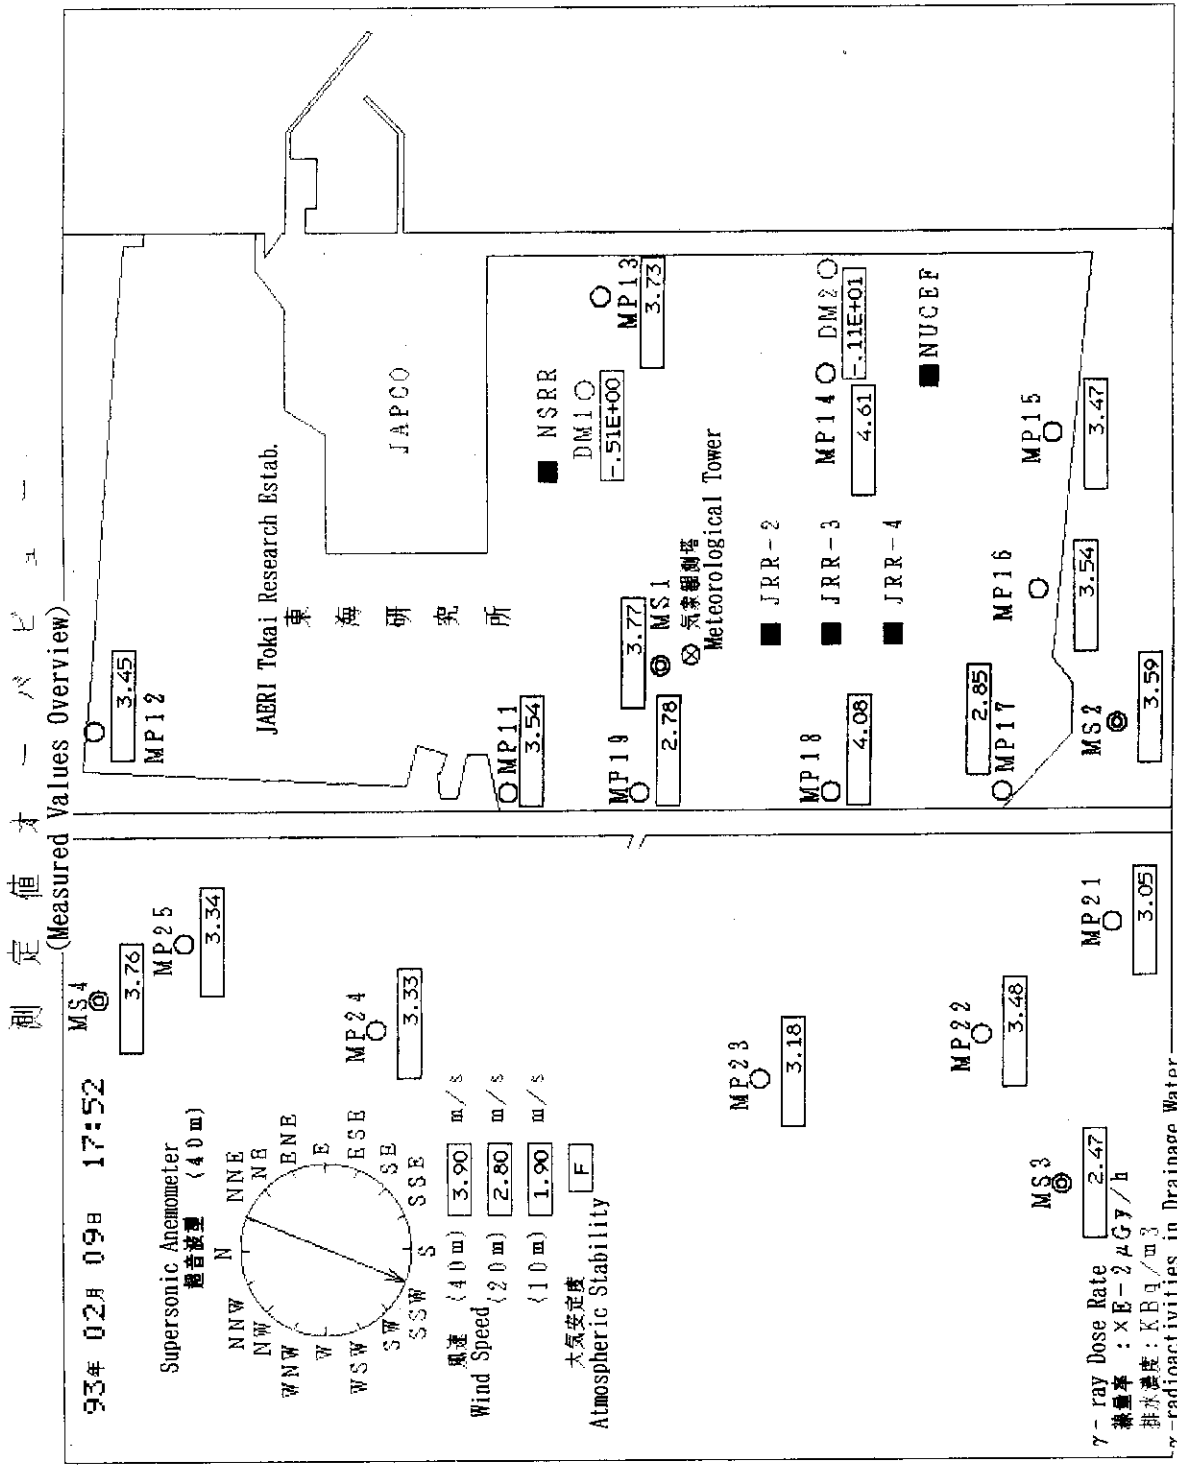 測定値オーバビュー
(Measured Values Overview)
93年 02月 09日 17:52
Supersonic Anemometer
超音波型 (40m)
N
NNE
NE
ENE
E
ESE
SE
SSE
S
SSW
SW
WSW
W
WNW
NW
NNW
風速 (40m) 3.90 m/s
Wind Speed
(20m) 2.80 m/s
(10m) 1.90 m/s
大気安定度
Atmospheric Stability F
MS4
3.76
MP25
3.34
MP24
3.33
MP23
3.18
MP22
3.48
MP21
3.05
MS3
2.47
γ-ray Dose Rate
線量率 : ×E-2μGy/h
排水濃度: KBq/m3
γ-radioactivities in Drainage Water
MP12
3.45
JAERI Tokai Research Estab.
東海研究所
JAPCO
MP11
3.54
MP19
2.78
3.77
MS1
気象観測塔
Meteorological Tower
NSRR
DM1
-.51E+00
MP13
3.73
JRR-2
JRR-3
JRR-4
MP18
4.08
MP14
4.61
DM2
-.11E+01
NUCEF
2.85
MP17
MP16
3.54
MP15
3.47
MS2
3.59